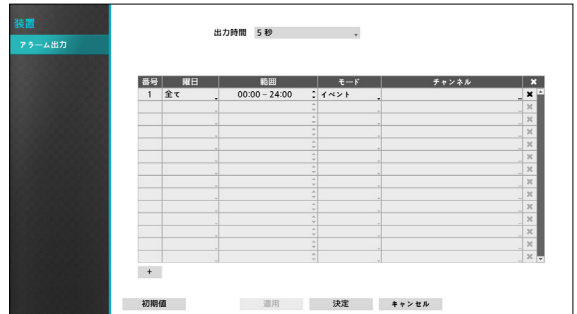 装置
アラーム出力
出力時間 5 秒
番号 曜日 範囲 モード チャンネル ✖
1 全て 00:00 – 24:00 イベント ✖
+
初期値 適用 決定 キャンセル